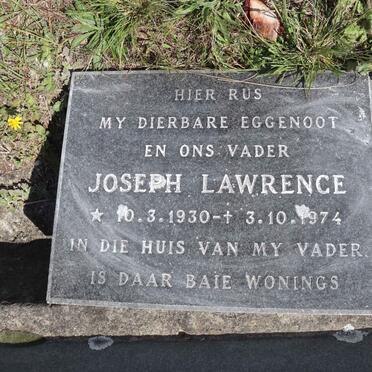 HIER RUS
MY DIERBARE EGGENOOT
EN ONS VADER
JOSEPH LAWRENCE
★ 10.3.1930-† 3.10.1974
IN DIE HUIS VAN MY VADER
IS DAAR BAIE WONINGS